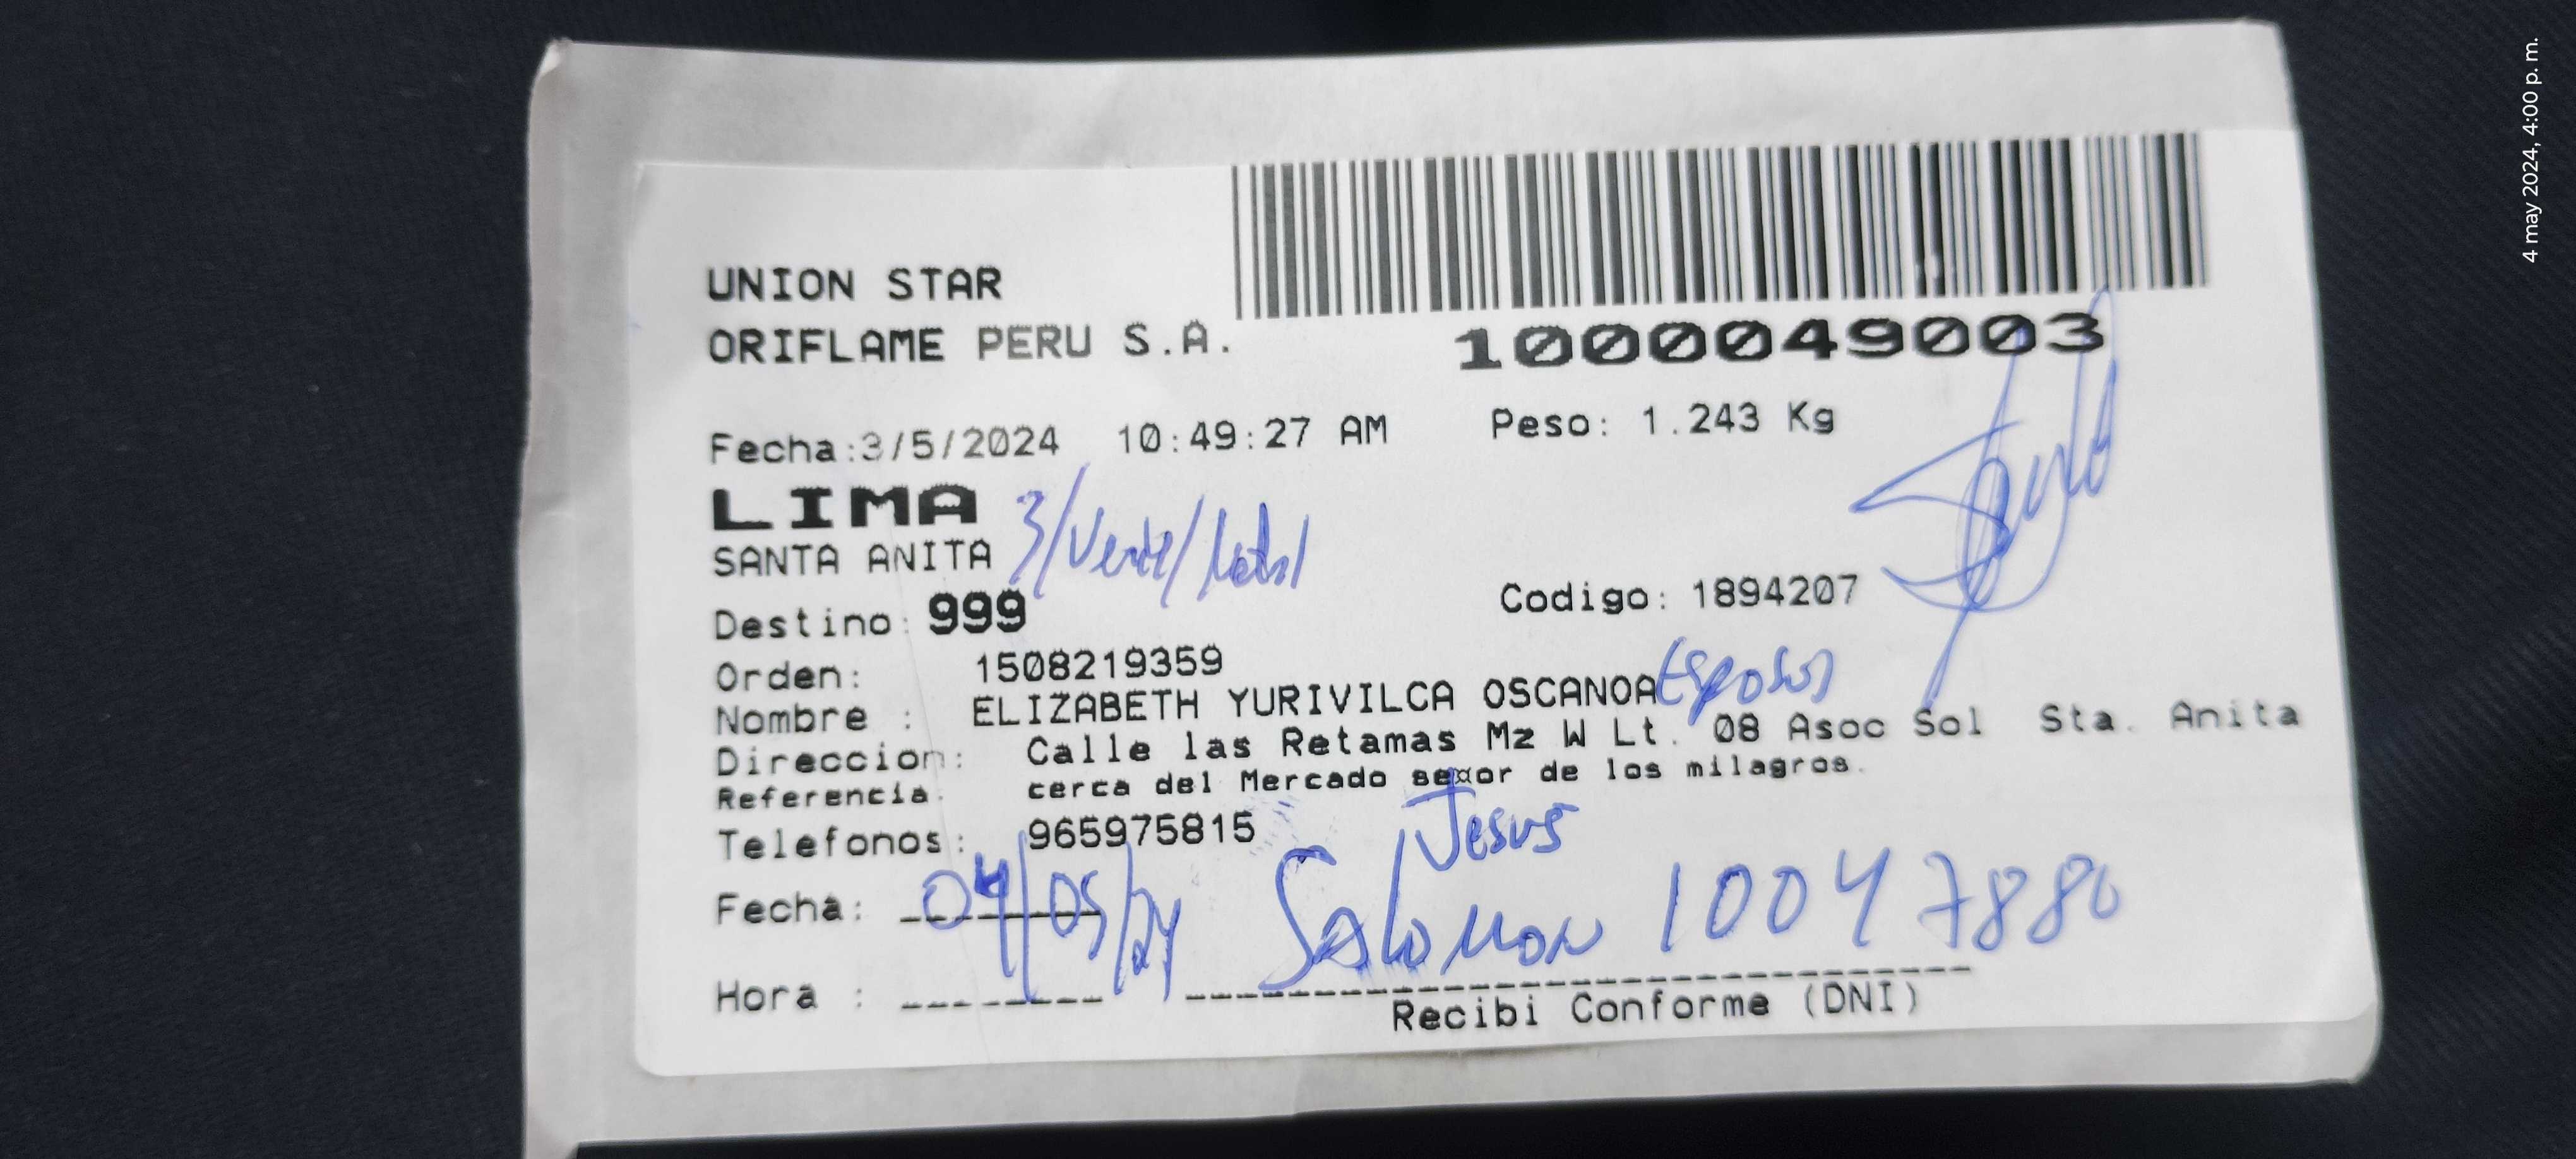 UNION STAR
ORIFLAME PERU S.A.
1000049003
Fecha:3/5/2024 10:49:27 AM Peso: 1.243 Kg
LIMA
SANTA ANITA 3/Verde/
Destino: 999 Codigo: 1894207
Orden: 1508219359
Nombre : ELIZABETH YURIVILCA OSCANOA (Esposo)
Direccion: Calle las Retamas Mz W Lt. 08 Asoc Sol Sta. Anita
Referencia. cerca del Mercado se¤or de los milagros.
Telefonos: 965975815
Jesus
Fecha: 04/05/24 Salomon 10047880
Hora :
Recibi Conforme (DNI)
4 may 2024, 4:00 p. m.